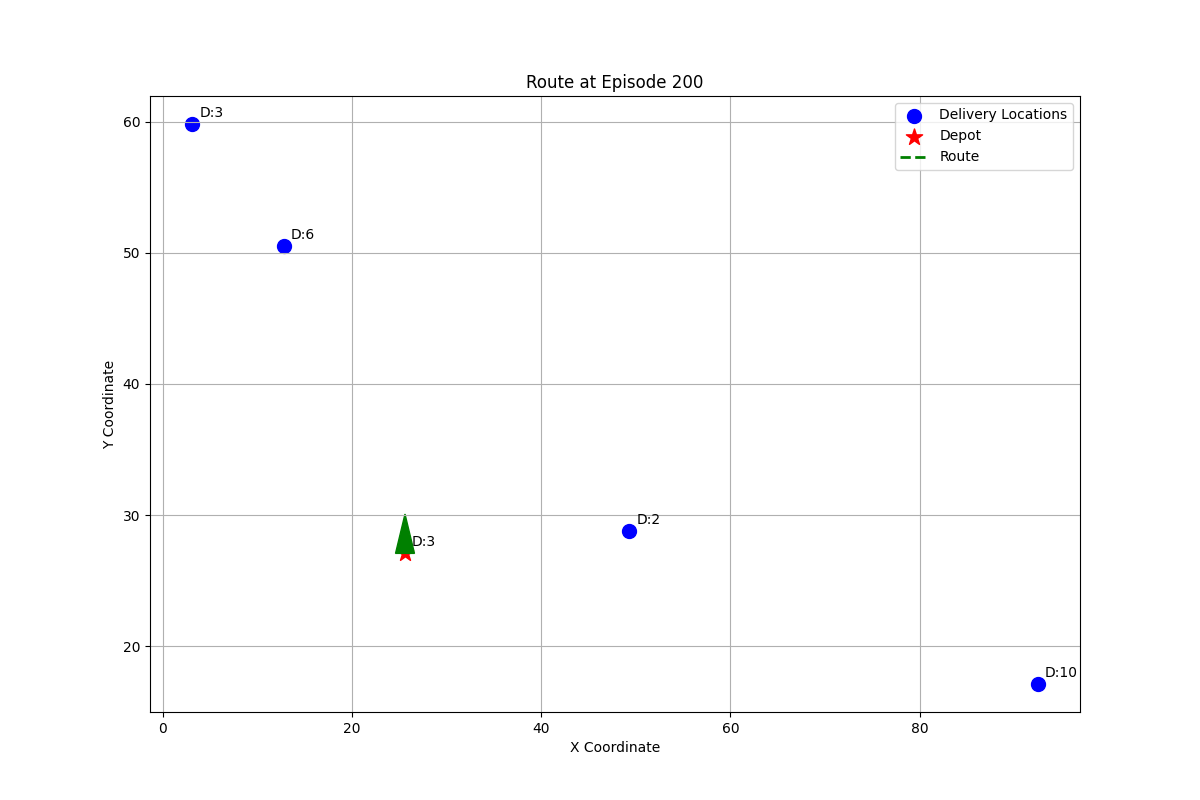 Route at Episode 200
D:3
D:6
D:3
D:2
D:10
Delivery Locations
Depot
Route
60
50
40
30
20
Y Coordinate
0 20 40 60 80
X Coordinate